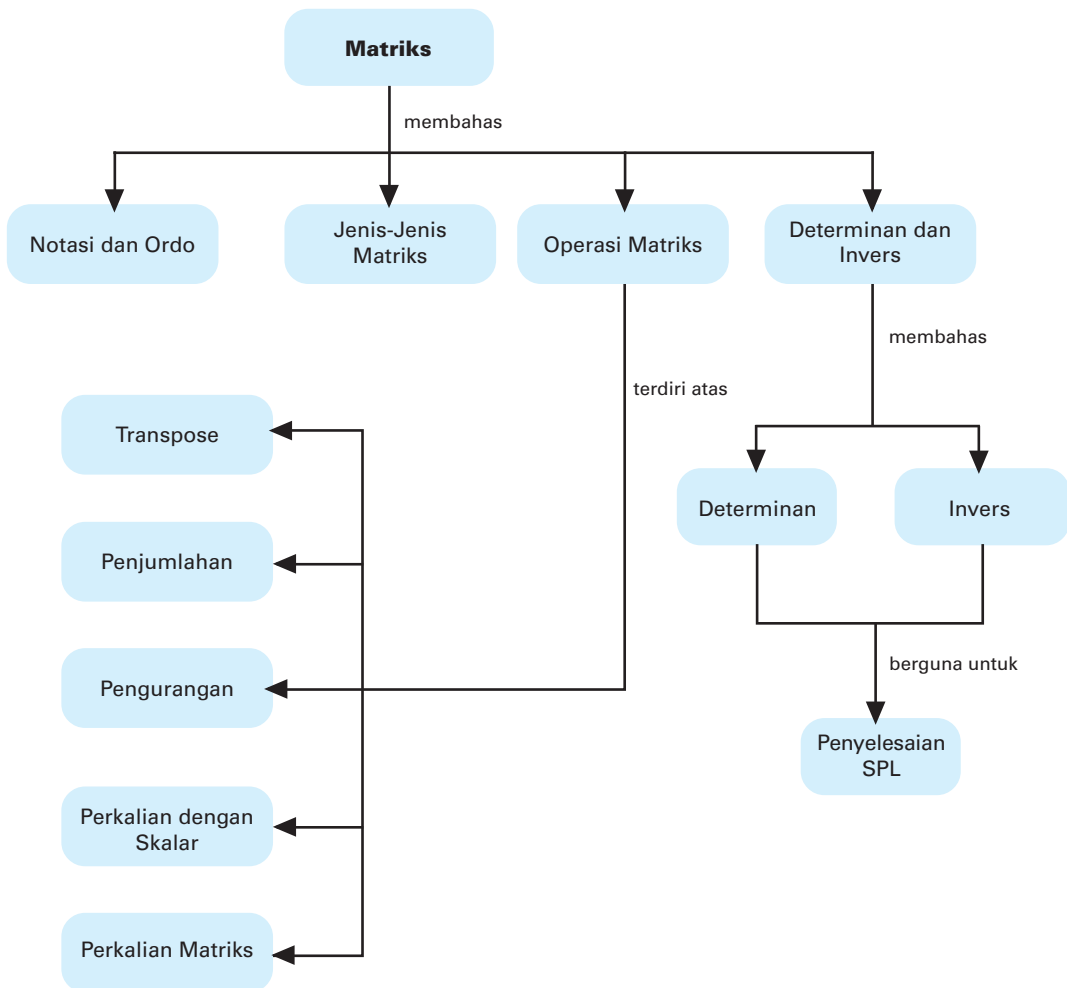 Matriks
membahas
Notasi dan Ordo
Jenis-Jenis
Matriks
Operasi Matriks
Determinan dan
Invers
membahas
terdiri atas
Transpose
Penjumlahan
Pengurangan
Perkalian dengan
Skalar
Perkalian Matriks
Determinan
Invers
berguna untuk
Penyelesaian
SPL